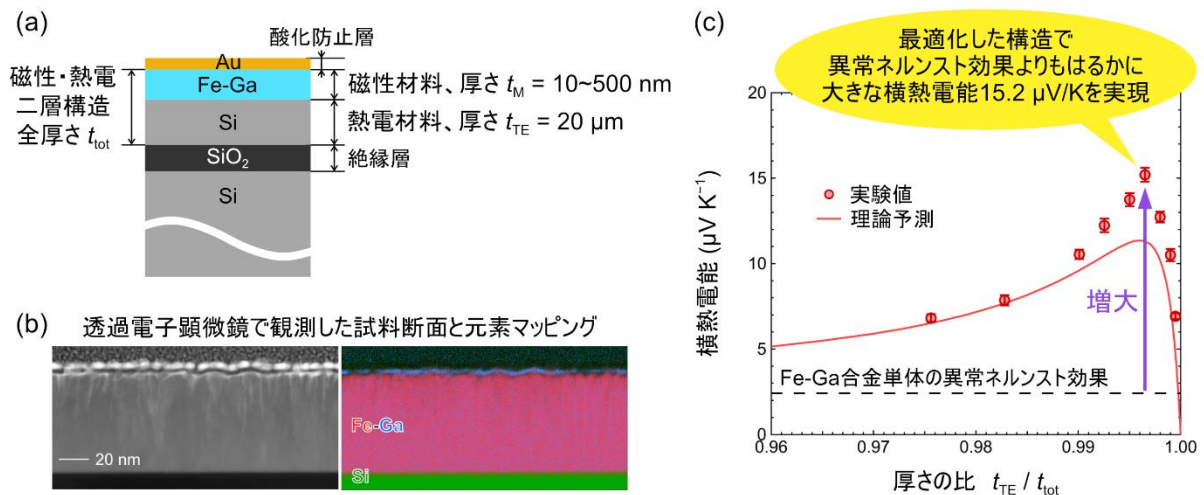 (a)
酸化防止層
Au
Fe-Ga
Si
SiO₂
Si
磁性・熱電
二層構造
全厚さ t_tot
磁性材料、厚さ t_M = 10~500 nm
熱電材料、厚さ t_TE = 20 μm
絶縁層
(b) 透過電子顕微鏡で観測した試料断面と元素マッピング
20 nm
Fe-Ga
Si
(c)
最適化した構造で
異常ネルンスト効果よりもはるかに
大きな横熱電能15.2 μV/Kを実現
横熱電能 (μV K⁻¹)
20
15
10
5
0
実験値
理論予測
増大
Fe-Ga合金単体の異常ネルンスト効果
0.96 0.97 0.98 0.99 1.00
厚さの比 t_TE / t_tot